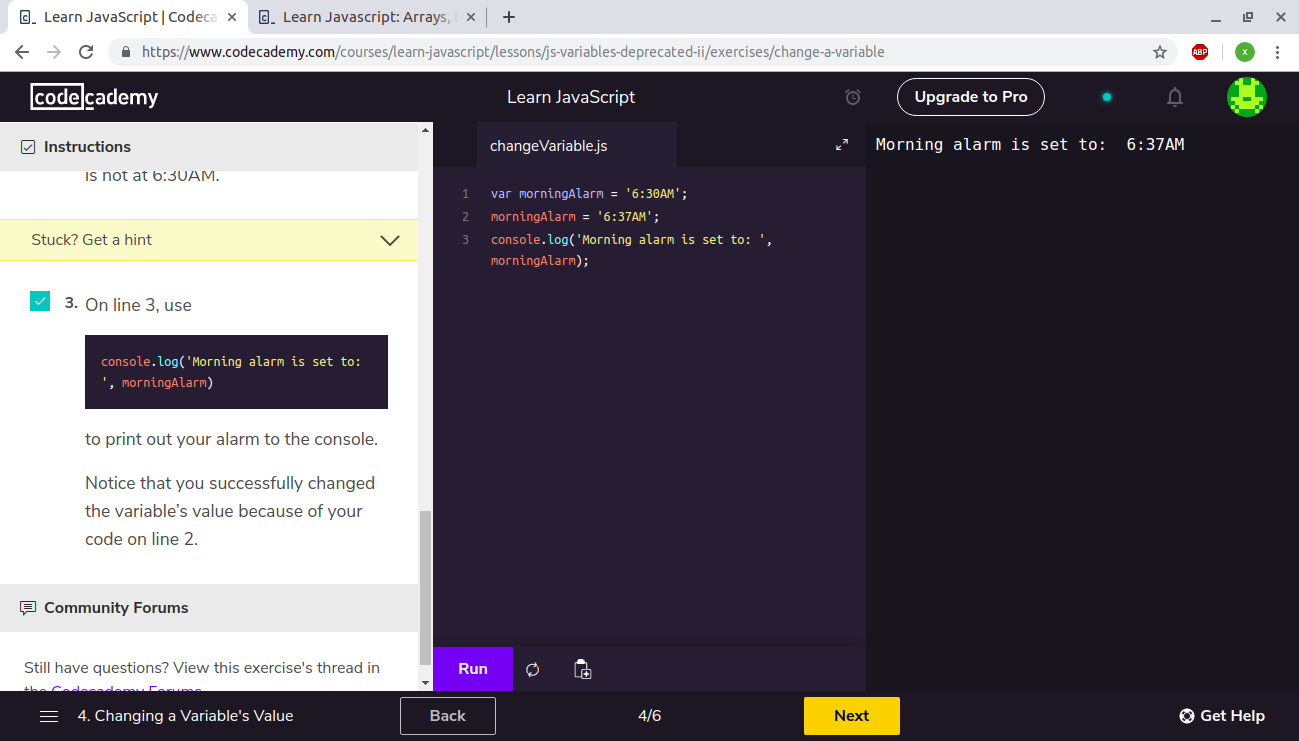 Learn JavaScript | Codeca
Learn Javascript: Arrays,
https://www.codecademy.com/courses/learn-javascript/lessons/js-variables-deprecated-ii/exercises/change-a-variable
ABP
X
codecademy
Learn JavaScript
Upgrade to Pro
Instructions
is not at 6:30AM.
Stuck? Get a hint
3. On line 3, use
console.log('Morning alarm is set to:
', morningAlarm)
to print out your alarm to the console.
Notice that you successfully changed
the variable’s value because of your
code on line 2.
Community Forums
Still have questions? View this exercise's thread in
the Codecademy Forums
changeVariable.js
1 var morningAlarm = '6:30AM';
2 morningAlarm = '6:37AM';
3 console.log('Morning alarm is set to: ',
morningAlarm);
Run
Morning alarm is set to:  6:37AM
4. Changing a Variable's Value
Back
4/6
Next
Get Help